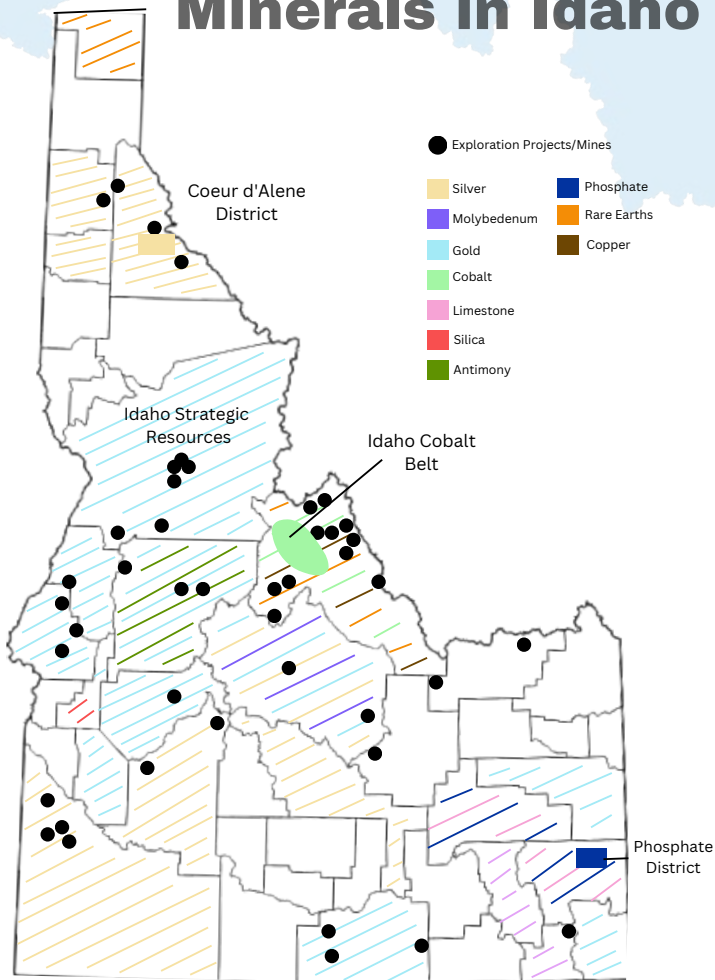 Minerals in Idaho
Exploration Projects/Mines
Silver
Phosphate
Molybedenum
Rare Earths
Gold
Copper
Cobalt
Limestone
Silica
Antimony
Coeur d'Alene
District
Idaho Strategic
Resources
Idaho Cobalt
Belt
Phosphate
District